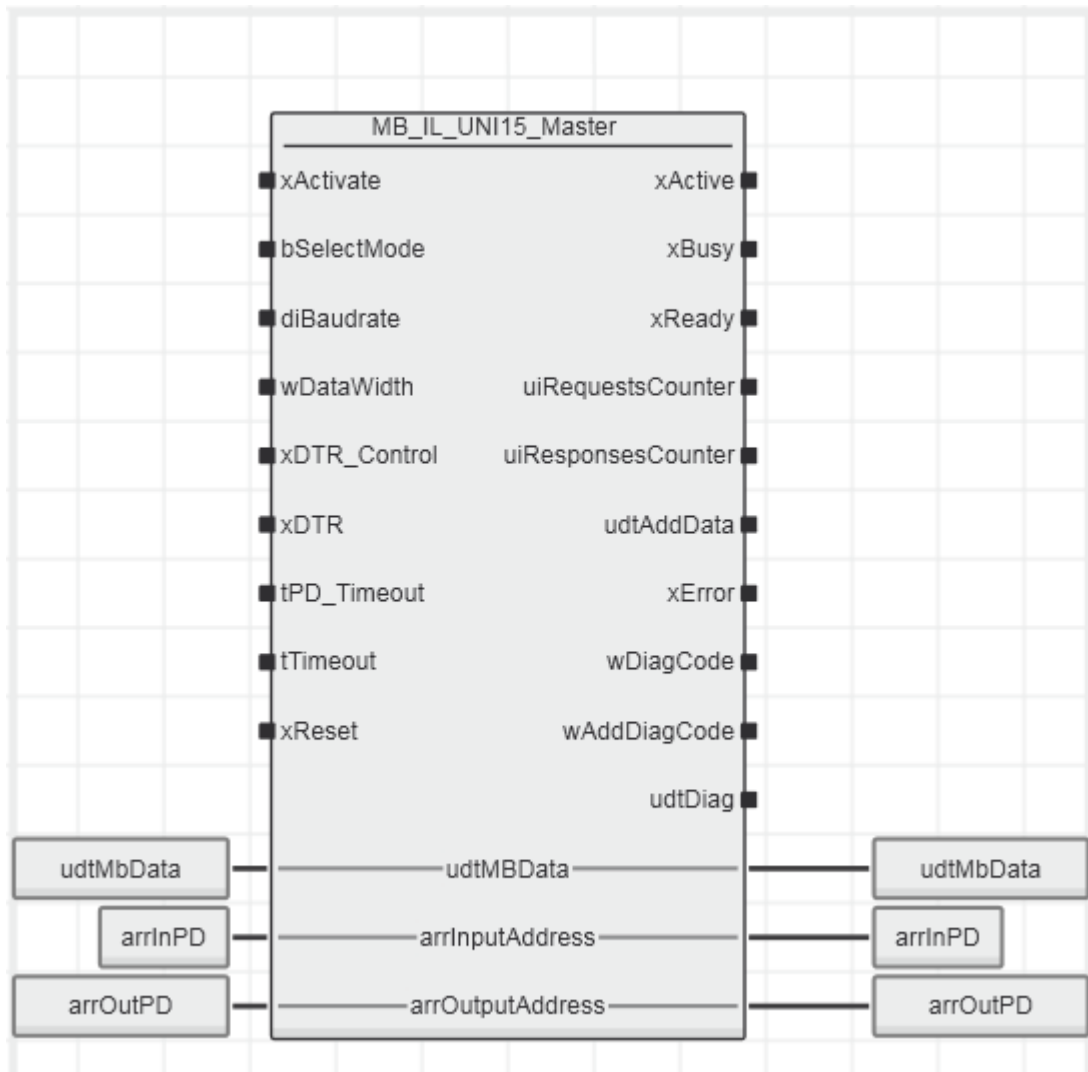 MB_IL_UNI15_Master
xActivate xActive
bSelectMode xBusy
diBaudrate xReady
wDataWidth uiRequestsCounter
xDTR_Control uiResponsesCounter
xDTR udtAddData
tPD_Timeout xError
tTimeout wDiagCode
xReset wAddDiagCode
udtDiag
udtMbData udtMBData udtMbData
arrInPD arrInputAddress arrInPD
arrOutPD arrOutputAddress arrOutPD